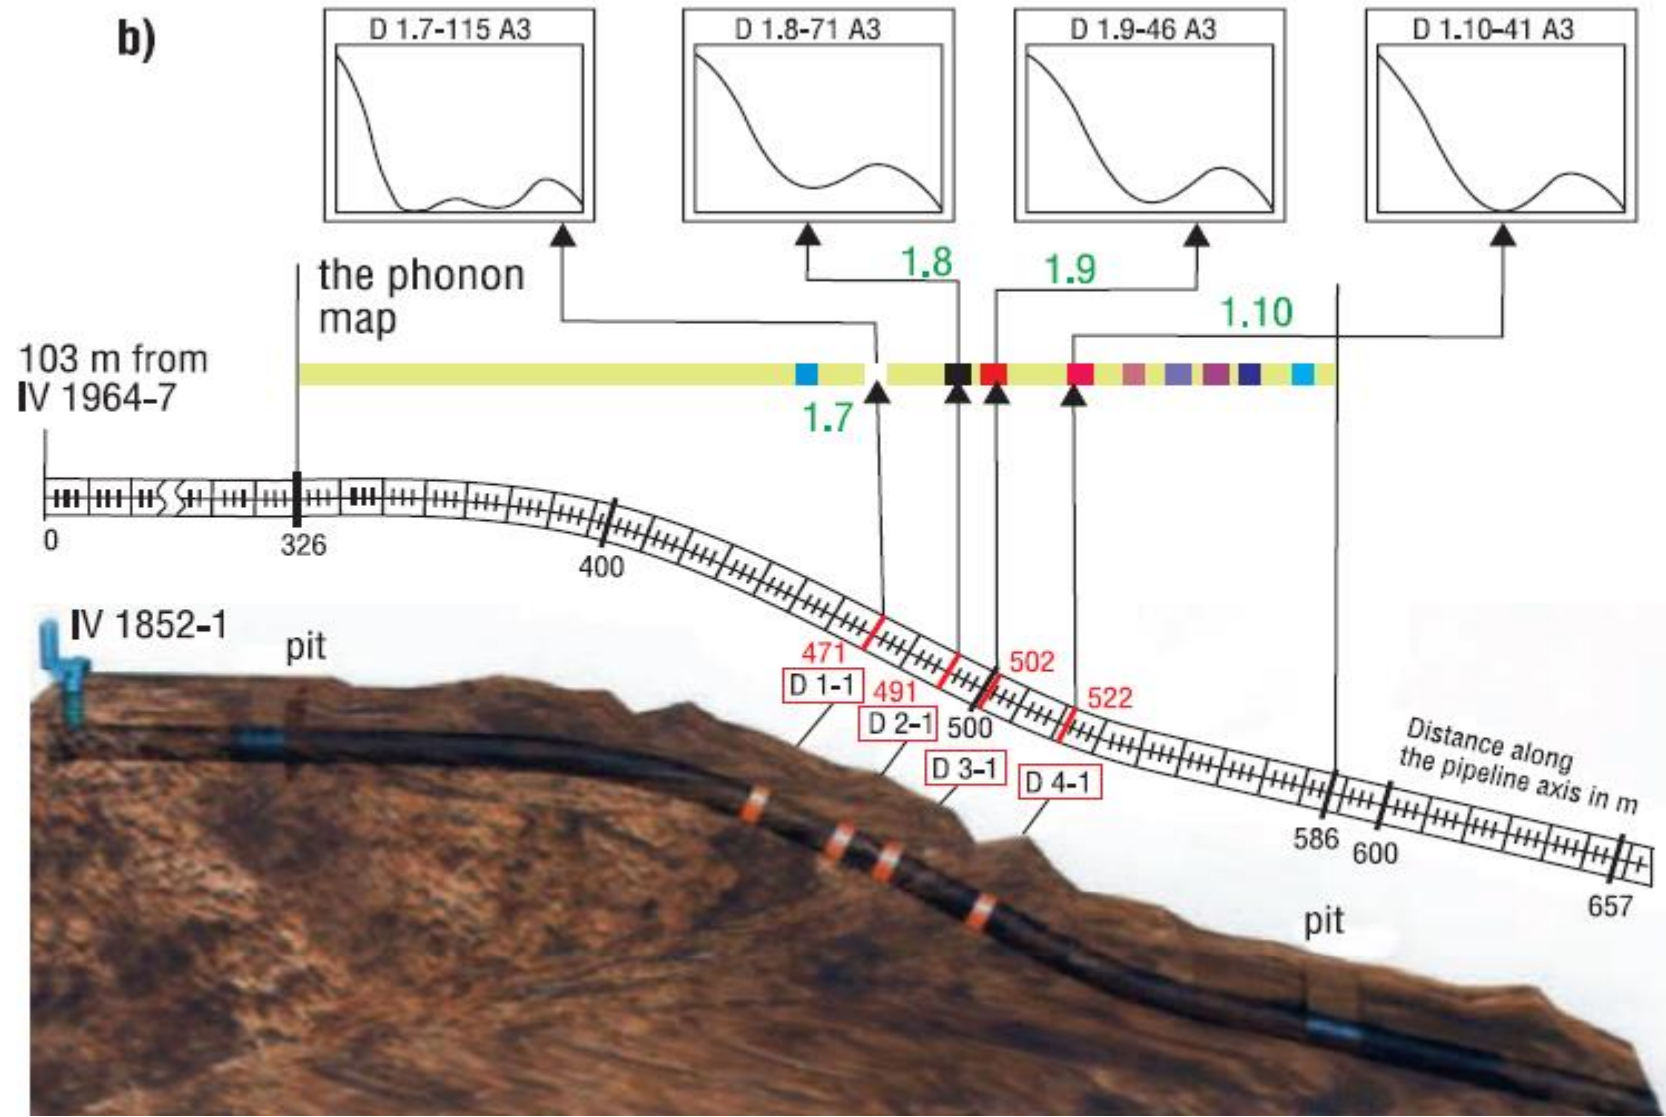 b)
D 1.7-115 A3
D 1.8-71 A3
D 1.9-46 A3
D 1.10-41 A3
the phonon
map
1.8
1.9
1.10
103 m from
IV 1964-7
1.7
0
326
400
IV 1852-1
pit
471
D 1-1
491
D 2-1
500
502
D 3-1
522
D 4-1
Distance along
the pipeline axis in m
586
600
657
pit